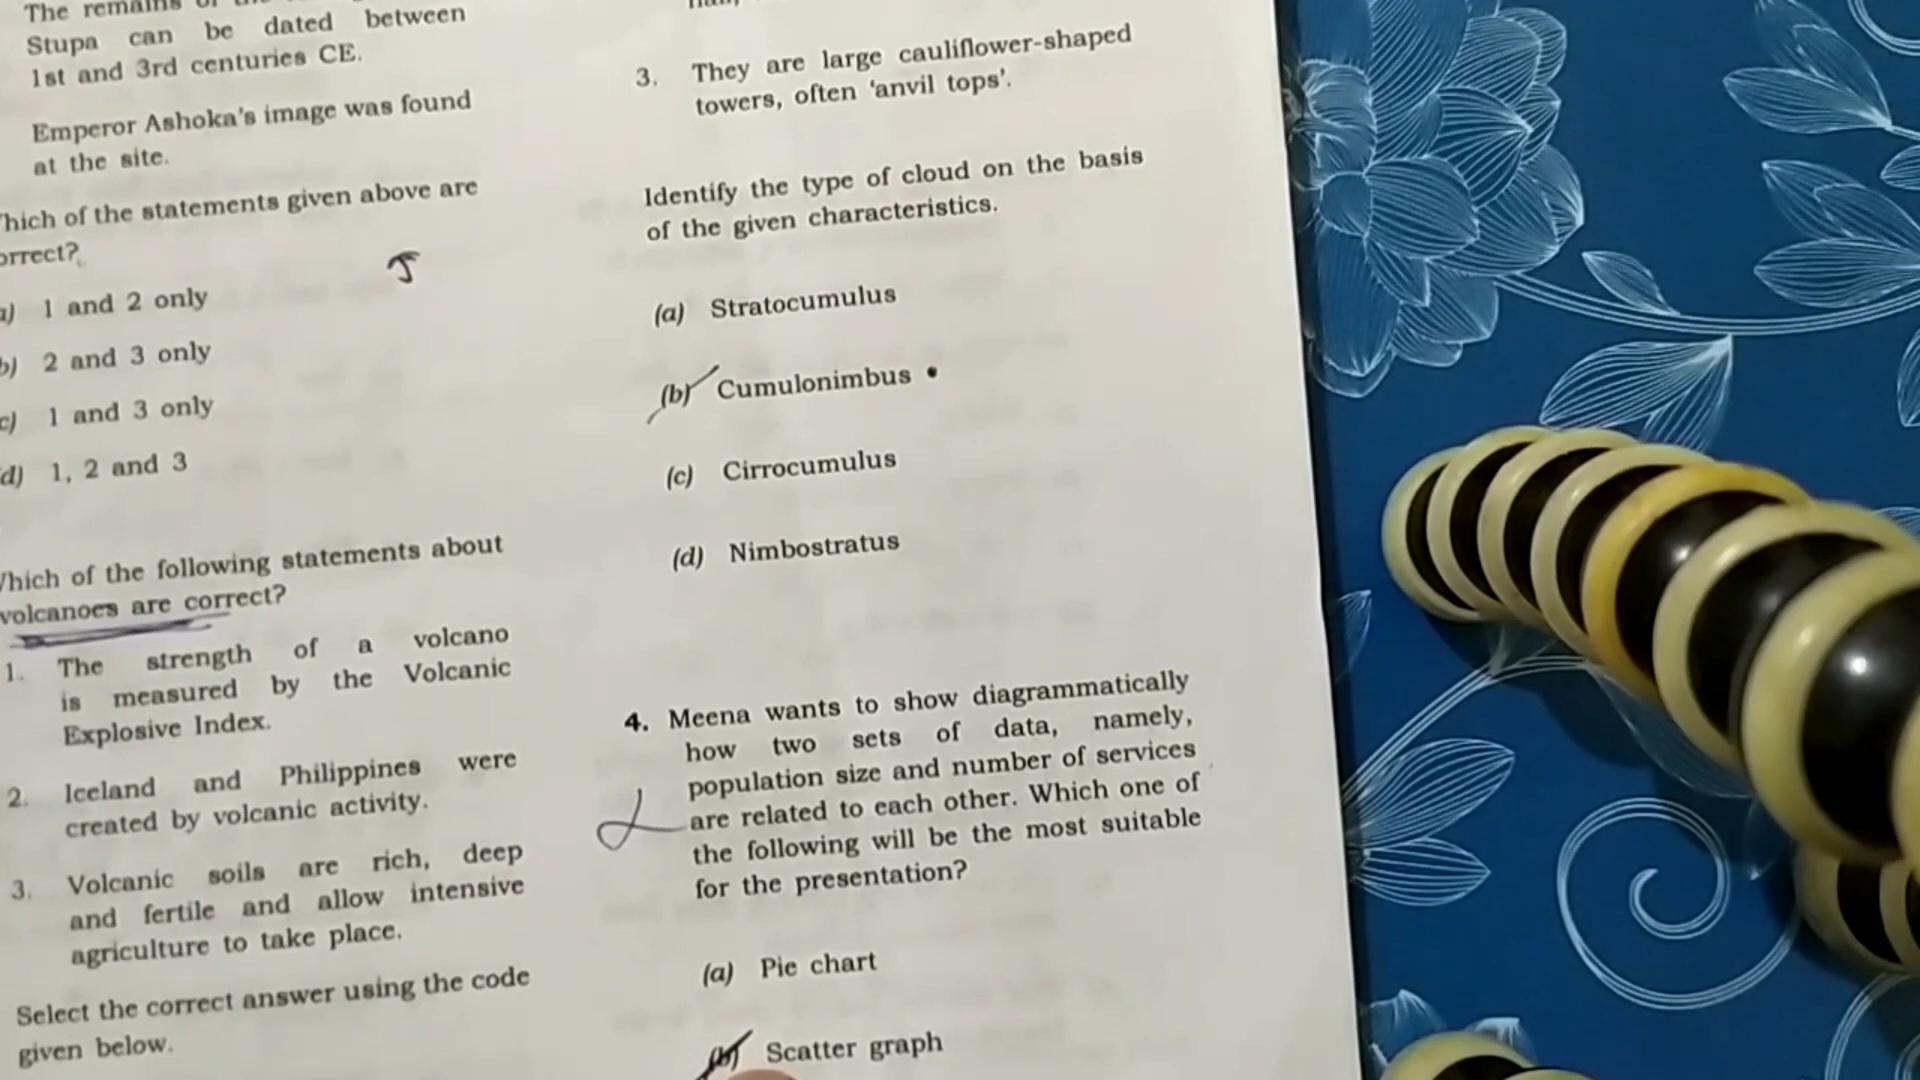 The remains
Stupa can be dated between
1st and 3rd centuries CE.
Emperor Ashoka's image was found
at the site.
hich of the statements given above are
orrect?
) 1 and 2 only
b) 2 and 3 only
c) 1 and 3 only
d) 1, 2 and 3
hich of the following statements about
volcanoes are correct?
1. The strength of a volcano
is measured by the Volcanic
Explosive Index.
2. Iceland and Philippines were
created by volcanic activity.
3. Volcanic soils are rich, deep
and fertile and allow intensive
agriculture to take place.
Select the correct answer using the code
given below.
3. They are large cauliflower-shaped
towers, often 'anvil tops'.
Identify the type of cloud on the basis
of the given characteristics.
(a) Stratocumulus
(b) Cumulonimbus
(c) Cirrocumulus
(d) Nimbostratus
4. Meena wants to show diagrammatically
how two sets of data, namely,
population size and number of services
are related to each other. Which one of
the following will be the most suitable
for the presentation?
(a) Pie chart
(b) Scatter graph